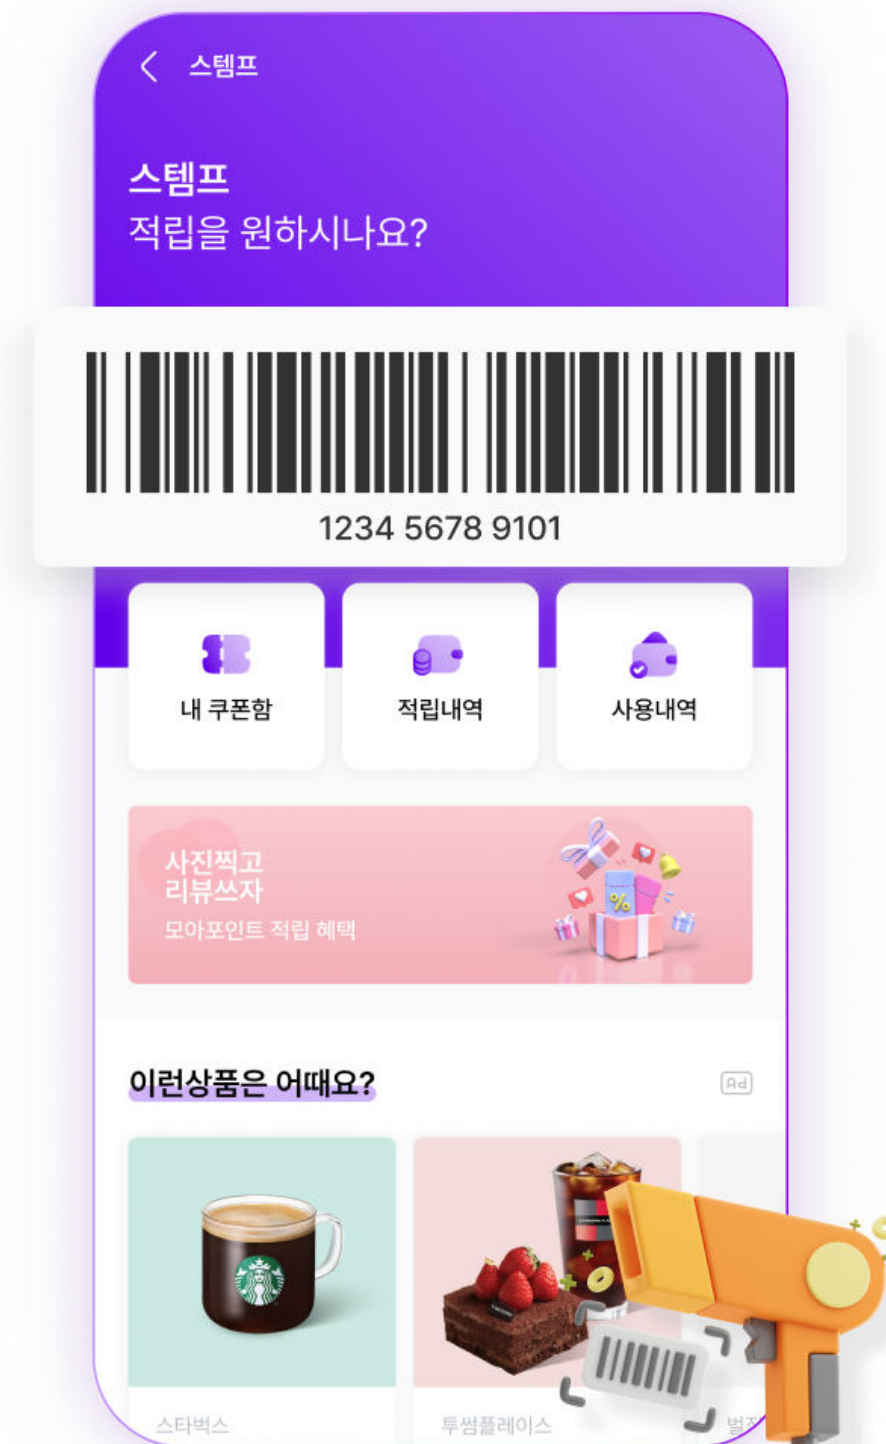 스템프
스템프
적립을 원하시나요?
1234 5678 9101
내 쿠폰함
적립내역
사용내역
사진찍고
리뷰쓰자
모아포인트 적립 혜택
%
이런상품은 어때요?
Ad
스타벅스
투썸플레이스